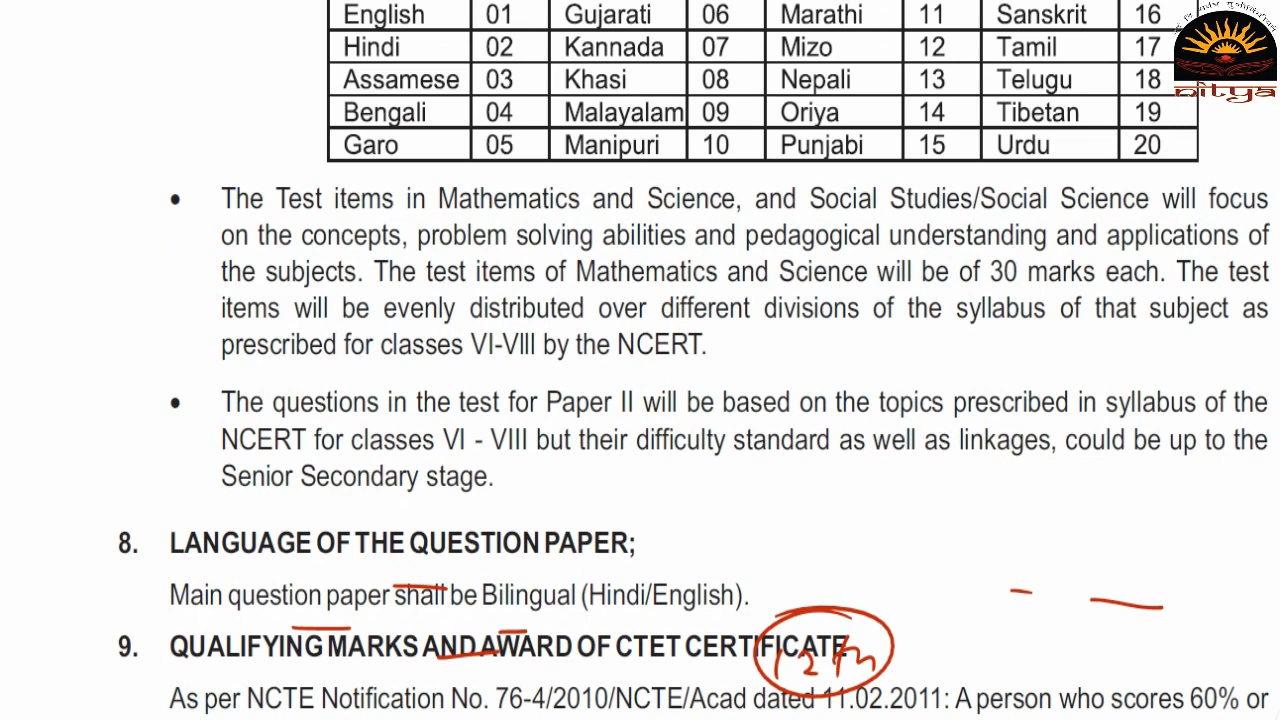 English 01 Gujarati 06 Marathi 11 Sanskrit 16
Hindi 02 Kannada 07 Mizo 12 Tamil 17
Assamese 03 Khasi 08 Nepali 13 Telugu 18
Bengali 04 Malayalam 09 Oriya 14 Tibetan 19
Garo 05 Manipuri 10 Punjabi 15 Urdu 20
nitya
• The Test items in Mathematics and Science, and Social Studies/Social Science will focus
on the concepts, problem solving abilities and pedagogical understanding and applications of
the subjects. The test items of Mathematics and Science will be of 30 marks each. The test
items will be evenly distributed over different divisions of the syllabus of that subject as
prescribed for classes VI-VIII by the NCERT.
• The questions in the test for Paper II will be based on the topics prescribed in syllabus of the
NCERT for classes VI - VIII but their difficulty standard as well as linkages, could be up to the
Senior Secondary stage.
8. LANGUAGE OF THE QUESTION PAPER;
Main question paper shall be Bilingual (Hindi/English).
9. QUALIFYING MARKS AND AWARD OF CTET CERTIFICATE
12th
As per NCTE Notification No. 76-4/2010/NCTE/Acad dated 11.02.2011: A person who scores 60% or